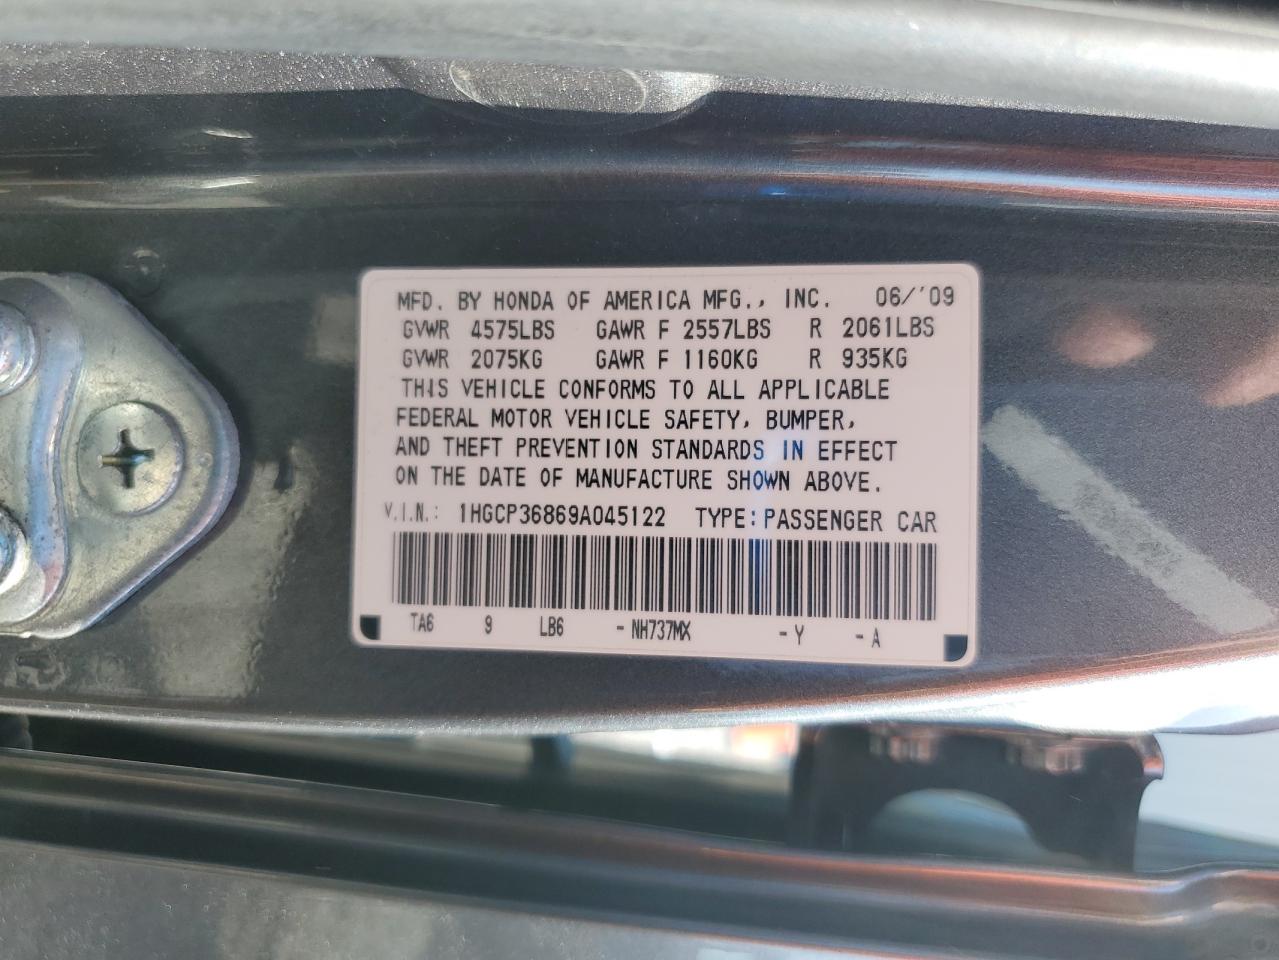 MFD. BY HONDA OF AMERICA MFG., INC. 06/'09
GVWR 4575LBS GAWR F 2557LBS R 2061LBS
GVWR 2075KG GAWR F 1160KG R 935KG
THIS VEHICLE CONFORMS TO ALL APPLICABLE
FEDERAL MOTOR VEHICLE SAFETY, BUMPER,
AND THEFT PREVENTION STANDARDS IN EFFECT
ON THE DATE OF MANUFACTURE SHOWN ABOVE.
V.I.N.: 1HGCP36869A045122 TYPE:PASSENGER CAR
TA6 9 LB6 -NH737MX -Y -A